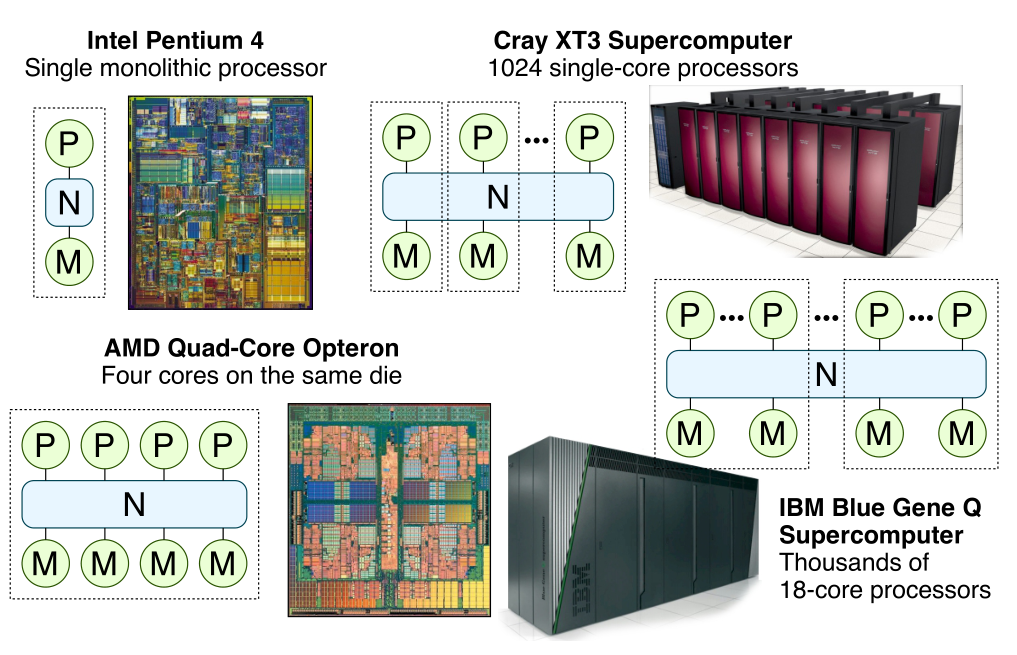 Intel Pentium 4
Single monolithic processor
P
N
M
Cray XT3 Supercomputer
1024 single-core processors
P P ... P
N
M M M
AMD Quad-Core Opteron
Four cores on the same die
P P P P
N
M M M M
P ... P ... P ... P
N
M M M M
IBM
IBM Blue Gene Q
Supercomputer
Thousands of
18-core processors